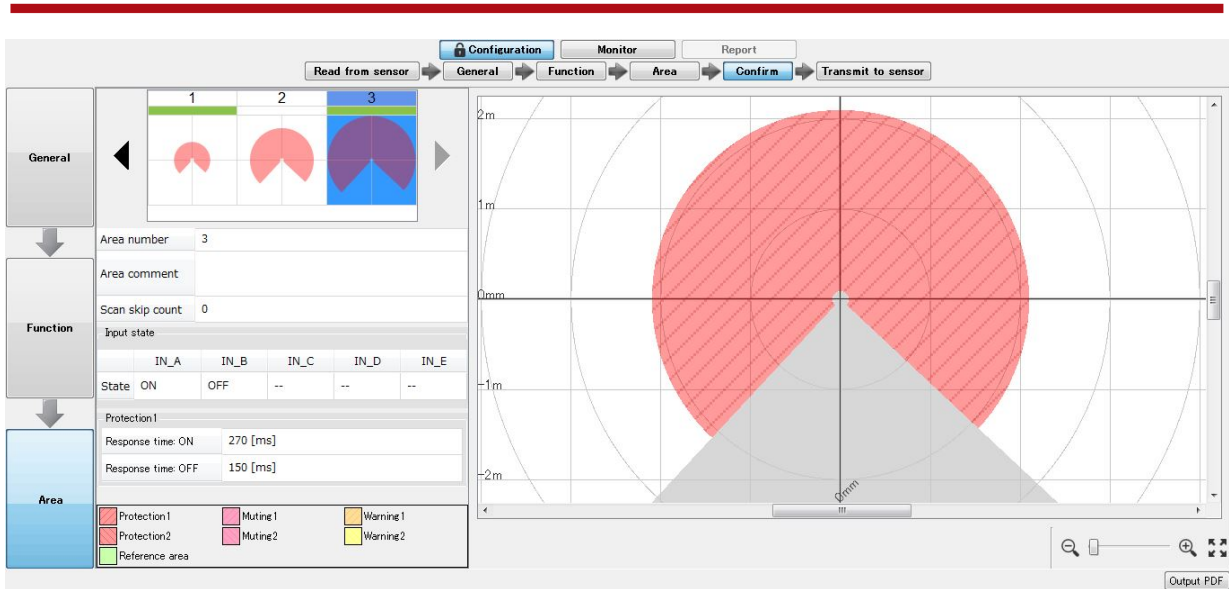 Configuration Monitor Report
Read from sensor General Function Area Confirm Transmit to sensor
General
Function
Area
1 2 3
Area number 3
Area comment
Scan skip count 0
Input state
IN_A IN_B IN_C IN_D IN_E
State ON OFF -- -- --
Protection1
Response time: ON 270 [ms]
Response time: OFF 150 [ms]
Protection1 Muting1 Warning1
Protection2 Muting2 Warning2
Reference area
2m
1m
0mm
-1m
-2m
0mm
Output PDF